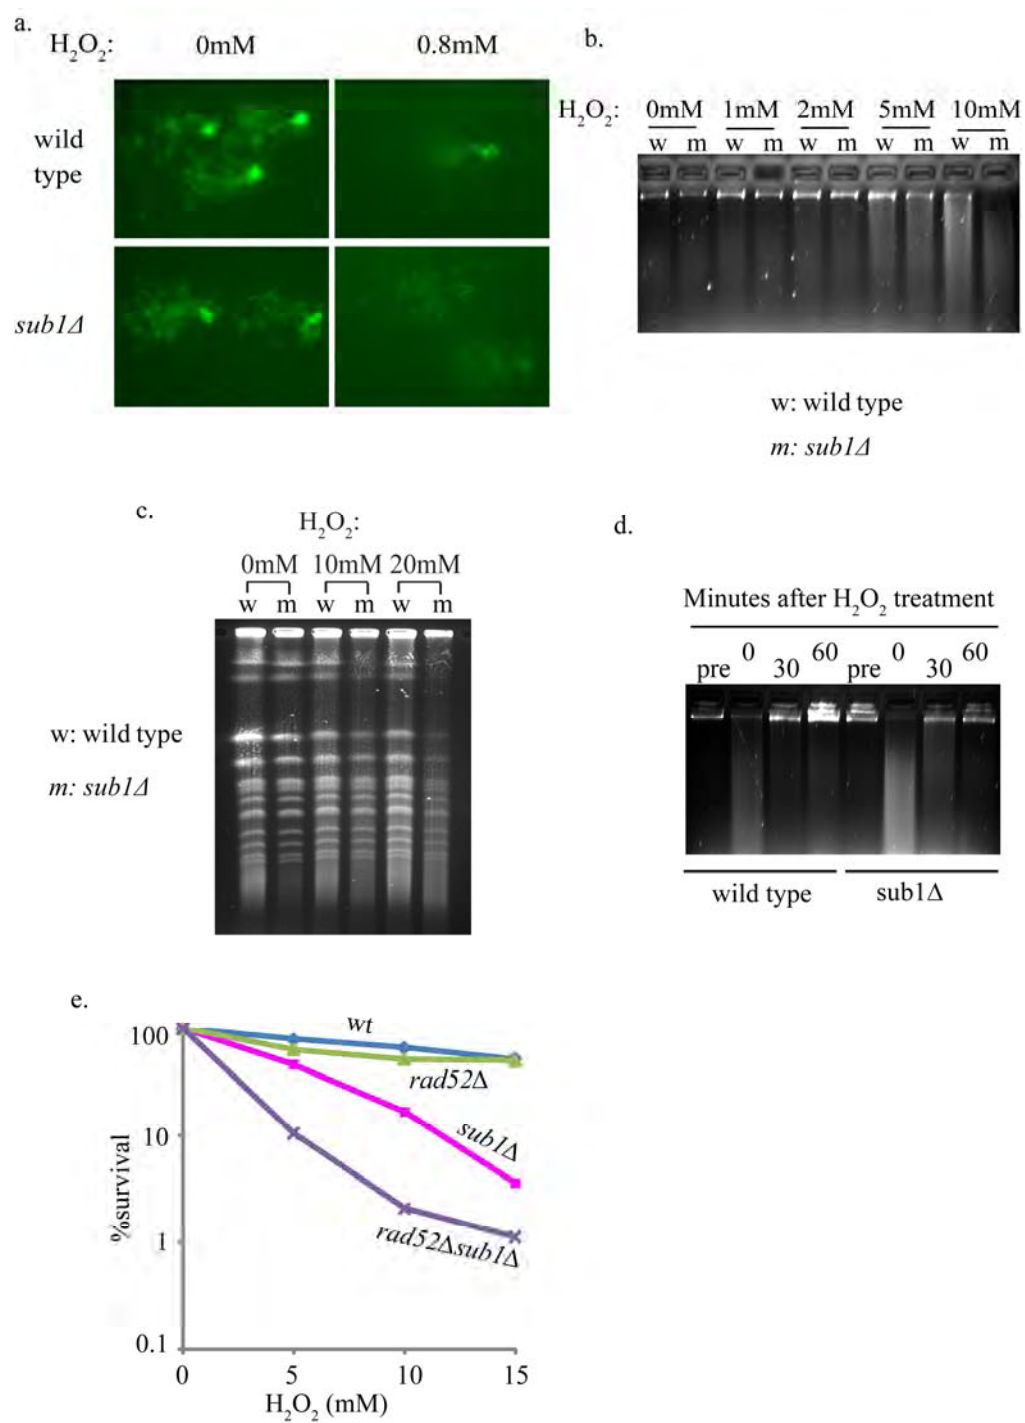 a.
H₂O₂: 0mM 0.8mM
wild type
sub1Δ
b.
H₂O₂: 0mM 1mM 2mM 5mM 10mM
w m w m w m w m w m
w: wild type
m: sub1Δ
c.
H₂O₂:
0mM 10mM 20mM
w m w m w m
w: wild type
m: sub1Δ
d.
Minutes after H₂O₂ treatment
pre 0 30 60 pre 0 30 60
wild type sub1Δ
e.
%survival
100
10
1
0.1
wt
rad52Δ
sub1Δ
rad52Δsub1Δ
0 5 10 15
H₂O₂ (mM)